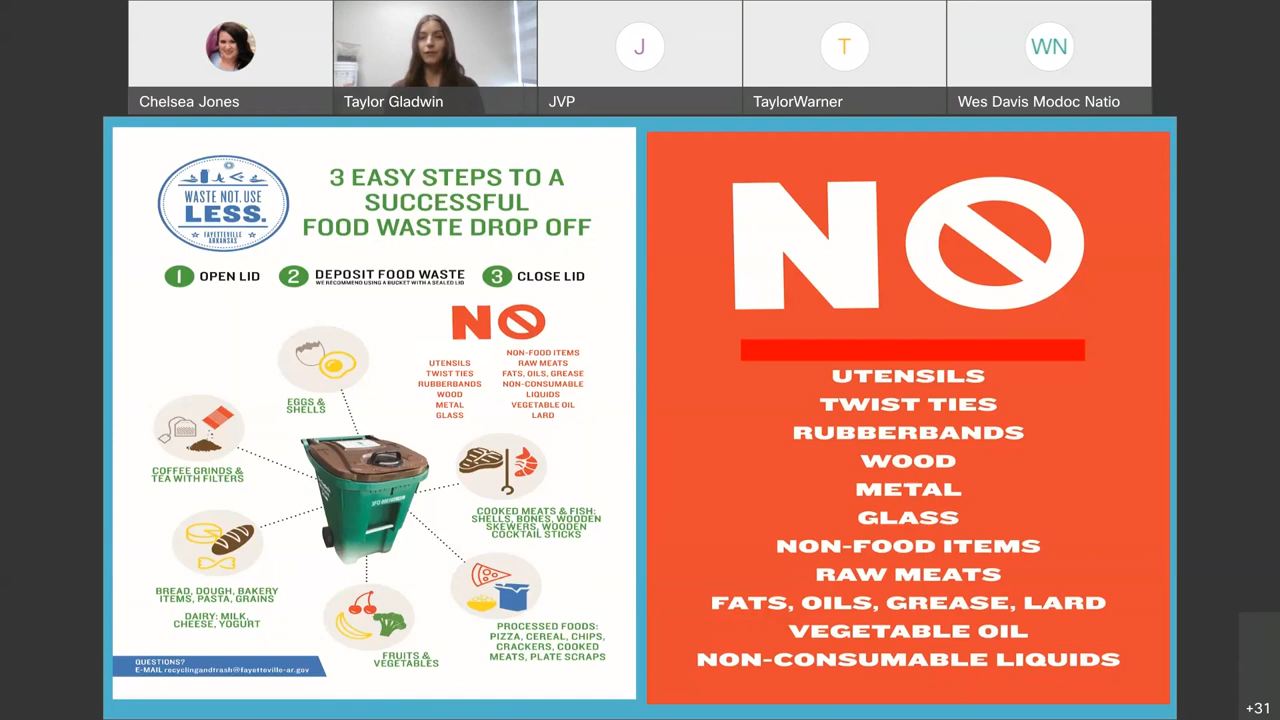 Chelsea Jones
Taylor Gladwin
J
JVP
T
TaylorWarner
WN
Wes Davis Modoc Natio
WASTE NOT. USE
LESS.
FAYETTEVILLE
ARKANSAS
3 EASY STEPS TO A
SUCCESSFUL
FOOD WASTE DROP OFF
1 OPEN LID
2 DEPOSIT FOOD WASTE
WE RECOMMEND USING A BUCKET WITH A SEALED LID
3 CLOSE LID
NO
UTENSILS
TWIST TIES
RUBBERBANDS
WOOD
METAL
GLASS
NON-FOOD ITEMS
RAW MEATS
FATS, OILS, GREASE
NON-CONSUMABLE
LIQUIDS
VEGETABLE OIL
LARD
EGGS &
SHELLS
COFFEE GRINDS &
TEA WITH FILTERS
COOKED MEATS & FISH:
SHELLS, BONES, WOODEN
SKEWERS, WOODEN
COCKTAIL STICKS
BREAD, DOUGH, BAKERY
ITEMS, PASTA, GRAINS
DAIRY: MILK,
CHEESE, YOGURT
FRUITS &
VEGETABLES
PROCESSED FOODS:
PIZZA, CEREAL, CHIPS,
CRACKERS, COOKED
MEATS, PLATE SCRAPS
QUESTIONS?
E-MAIL recyclingandtrash@fayetteville-ar.gov
NO
UTENSILS
TWIST TIES
RUBBERBANDS
WOOD
METAL
GLASS
NON-FOOD ITEMS
RAW MEATS
FATS, OILS, GREASE, LARD
VEGETABLE OIL
NON-CONSUMABLE LIQUIDS
+31